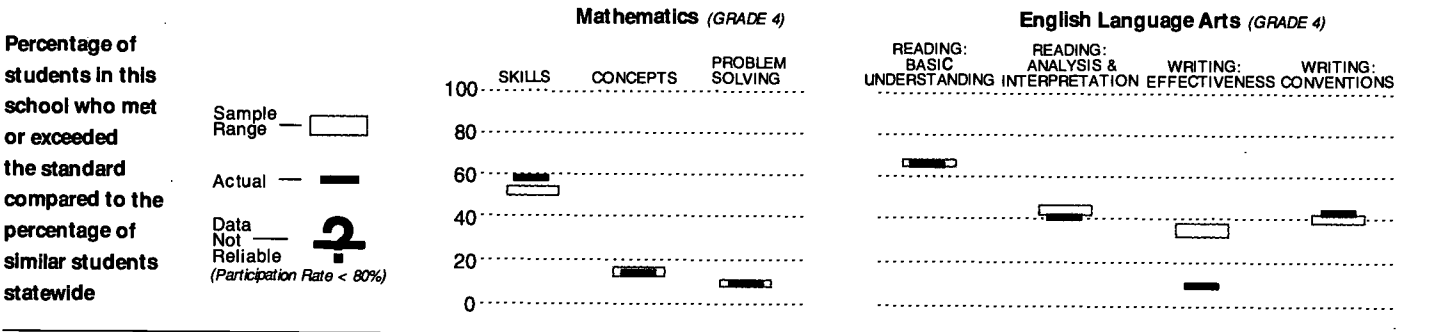 Mathematics (GRADE 4)
English Language Arts (GRADE 4)
Percentage of
students in this
school who met
or exceeded
the standard
compared to the
percentage of
similar students
statewide
Sample
Range
Actual
Data
Not
Reliable
?
(Participation Rate < 80%)
SKILLS
CONCEPTS
PROBLEM
SOLVING
100
80
60
40
20
0
READING:
BASIC
UNDERSTANDING
READING:
ANALYSIS &
INTERPRETATION
WRITING:
EFFECTIVENESS
WRITING:
CONVENTIONS